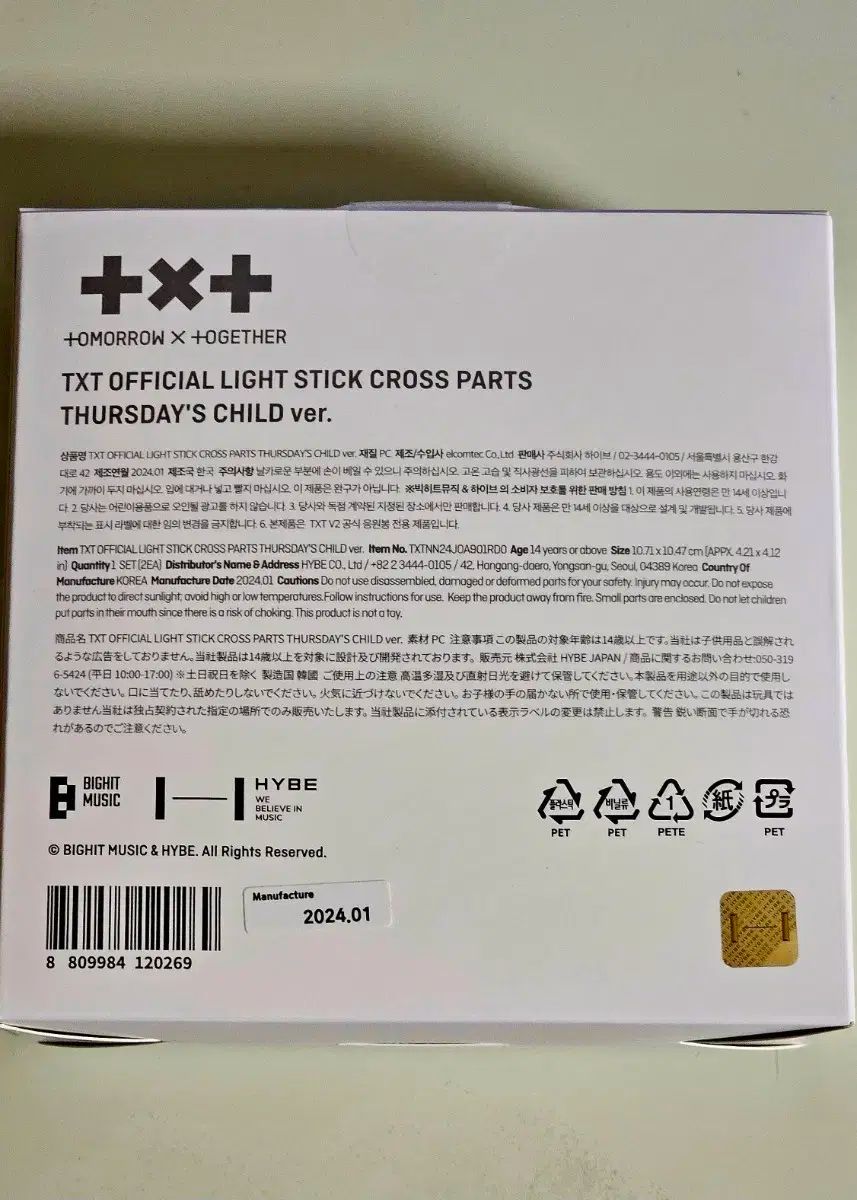 TOMORROW X TOGETHER
TXT OFFICIAL LIGHT STICK CROSS PARTS
THURSDAY'S CHILD ver.
상품명 TXT OFFICIAL LIGHT STICK CROSS PARTS THURSDAY'S CHILD ver. 재질 PC 제조/수입사 elcomtec Co.,Ltd 판매사 주식회사 하이브 / 02-3444-0105 / 서울특별시 용산구 한강
대로 42 제조연월 2024.01 제조국 한국 주의사항 날카로운 부분에 손이 베일 수 있으니 주의하십시오. 고온 고습 및 직사광선을 피하여 보관하십시오. 용도 이외에는 사용하지 마십시오. 화
기에 가까이 두지 마십시오. 입에 대거나 넣고 빨지 마십시오. 이 제품은 완구가 아닙니다. ※빅히트뮤직 & 하이브 의 소비자 보호를 위한 판매 방침 1. 이 제품의 사용연령은 만 14세 이상입니
다. 2. 당사는 어린이용품으로 오인될 광고를 하지 않습니다. 3. 당사와 독점 계약된 지정된 장소에서만 판매합니다. 4. 당사 제품은 만 14세 이상을 대상으로 설계 및 개발됩니다. 5. 당사 제품에
부착되는 표시 라벨에 대한 임의 변경을 금지합니다. 6. 본제품은 TXT V2 공식 응원봉 전용 제품입니다.
Item TXT OFFICIAL LIGHT STICK CROSS PARTS THURSDAY'S CHILD ver. Item No. TXTNN24JOA901RD0 Age 14 years or above Size 10.71 x 10.47 cm (APPX. 4.21 x 4.12
in) Quantity 1 SET (2EA) Distributor's Name & Address HYBE CO., Ltd / +82 2 3444-0105 / 42, Hangang-daero, Yongsan-gu, Seoul, 04389 Korea Country Of
Manufacture KOREA Manufacture Date 2024.01 Cautions Do not use disassembled, damaged or deformed parts for your safety. Injury may occur. Do not expose
the product to direct sunlight; avoid high or low temperatures.Follow instructions for use. Keep the product away from fire. Small parts are enclosed. Do not let children
put parts in their mouth since there is a risk of choking. This product is not a toy.
商品名 TXT OFFICIAL LIGHT STICK CROSS PARTS THURSDAY'S CHILD ver. 素材 PC 注意事項 この製品の対象年齢は14歳以上です。当社は子供用品と誤解され
るような広告をしておりません。当社製品は14歳以上を対象に設計及び開発されております。 販売元 株式会社 HYBE JAPAN / 商品に関するお問い合わせ:050-319
6-5424 (平日 10:00-17:00) ※土日祝日を除く 製造国 韓國 ご使用上の注意 高温多湿及び直射日光を避けて保管してください。本製品を用途以外の目的で使用し
ないでください。口に当てたり、舐めたりしないでください。火気に近づけないでください。お子様の手の届かない所で使用・保管してください。この製品は玩具では
ありません当社は独占契約された指定の場所でのみ販売いたします。当社製品に添付されている表示ラベルの変更は禁止します。 警告 鋭い断面で手が切れる恐
れがあるのでご注意ください。
BIGHIT
MUSIC
HYBE
WE
BELIEVE IN
MUSIC
플라스틱
PET
비닐류
PET
1
PETE
紙
プラ
PET
© BIGHIT MUSIC & HYBE. All Rights Reserved.
Manufacture
2024.01
8 809984 120269